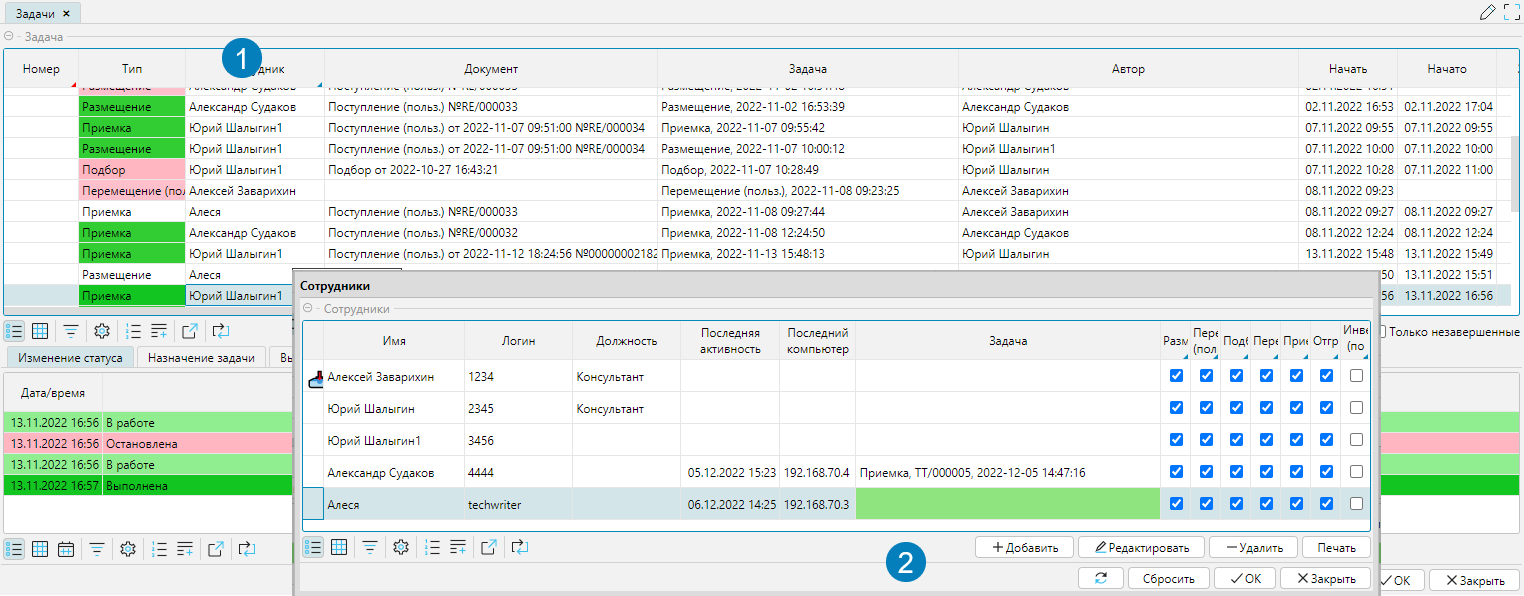 Задачи ×
Задача
Номер Тип 1 дник Документ Задача Автор Начать Начато
Размещение Александр Судаков Поступление (польз.) №RE/000033 Размещение, 2022-11-02 16:53:39 Александр Судаков 02.11.2022 16:53 02.11.2022 17:04
Приемка Юрий Шалыгин1 Поступление (польз.) от 2022-11-07 09:51:00 №RE/000034 Приемка, 2022-11-07 09:55:42 Юрий Шалыгин 07.11.2022 09:55 07.11.2022 09:55
Размещение Юрий Шалыгин1 Поступление (польз.) от 2022-11-07 09:51:00 №RE/000034 Размещение, 2022-11-07 10:00:12 Юрий Шалыгин1 07.11.2022 10:00 07.11.2022 10:00
Подбор Юрий Шалыгин1 Подбор от 2022-10-27 16:43:21 Подбор, 2022-11-07 10:28:49 Юрий Шалыгин 07.11.2022 10:28 07.11.2022 11:00
Перемещение (пол Алексей Заварихин Перемещение (польз.), 2022-11-08 09:23:25 Алексей Заварихин 08.11.2022 09:23
Приемка Алеся Поступление (польз.) №RE/000033 Приемка, 2022-11-08 09:27:44 Алексей Заварихин 08.11.2022 09:27 08.11.2022 09:27
Приемка Александр Судаков Поступление (польз.) №RE/000032 Приемка, 2022-11-08 12:24:50 Александр Судаков 08.11.2022 12:24 08.11.2022 12:24
Приемка Юрий Шалыгин1 Поступление (польз.) от 2022-11-12 18:24:56 №00000002182 Приемка, 2022-11-13 15:48:13 Юрий Шалыгин 13.11.2022 15:48 13.11.2022 15:49
Размещение Алеся 50 13.11.2022 15:51
Приемка Юрий Шалыгин1 56 13.11.2022 16:56
Только незавершенные
Изменение статуса Назначение задачи Вы
Дата/время
13.11.2022 16:56 В работе
13.11.2022 16:56 Остановлена
13.11.2022 16:56 В работе
13.11.2022 16:57 Выполнена
Сотрудники
Сотрудники
Имя Логин Должность Последняя активность Последний компьютер Задача Разм Пере (пол Подб Пере Прие Отгр Инве (по
Алексей Заварихин 1234 Консультант
Юрий Шалыгин 2345 Консультант
Юрий Шалыгин1 3456
Александр Судаков 4444 05.12.2022 15:23 192.168.70.4 Приемка, ТТ/000005, 2022-12-05 14:47:16
Алеся techwriter 06.12.2022 14:25 192.168.70.3
2
Добавить Редактировать Удалить Печать
Сбросить ОК Закрыть
ОК Закрыть